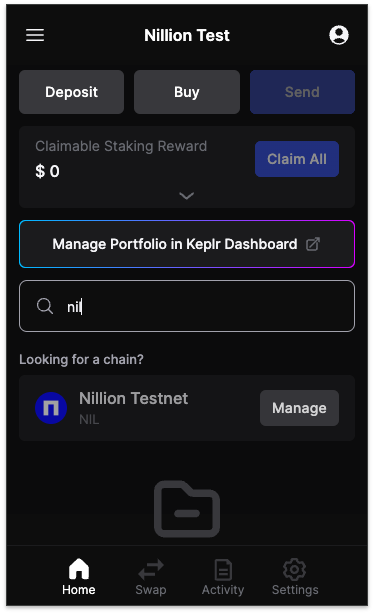 Nillion Test
Deposit Buy Send
Claimable Staking Reward
$ 0
Claim All
Manage Portfolio in Keplr Dashboard
nil
Looking for a chain?
Nillion Testnet
NIL
Manage
Home Swap Activity Settings